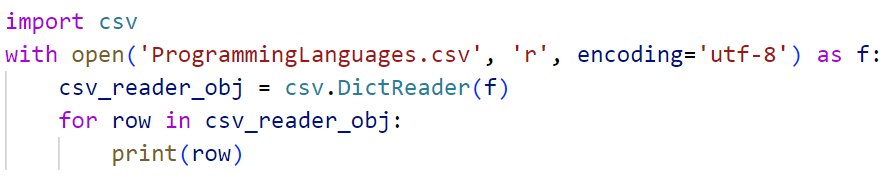 import csv
with open('ProgrammingLanguages.csv', 'r', encoding='utf-8') as f:
    csv_reader_obj = csv.DictReader(f)
    for row in csv_reader_obj:
        print(row)